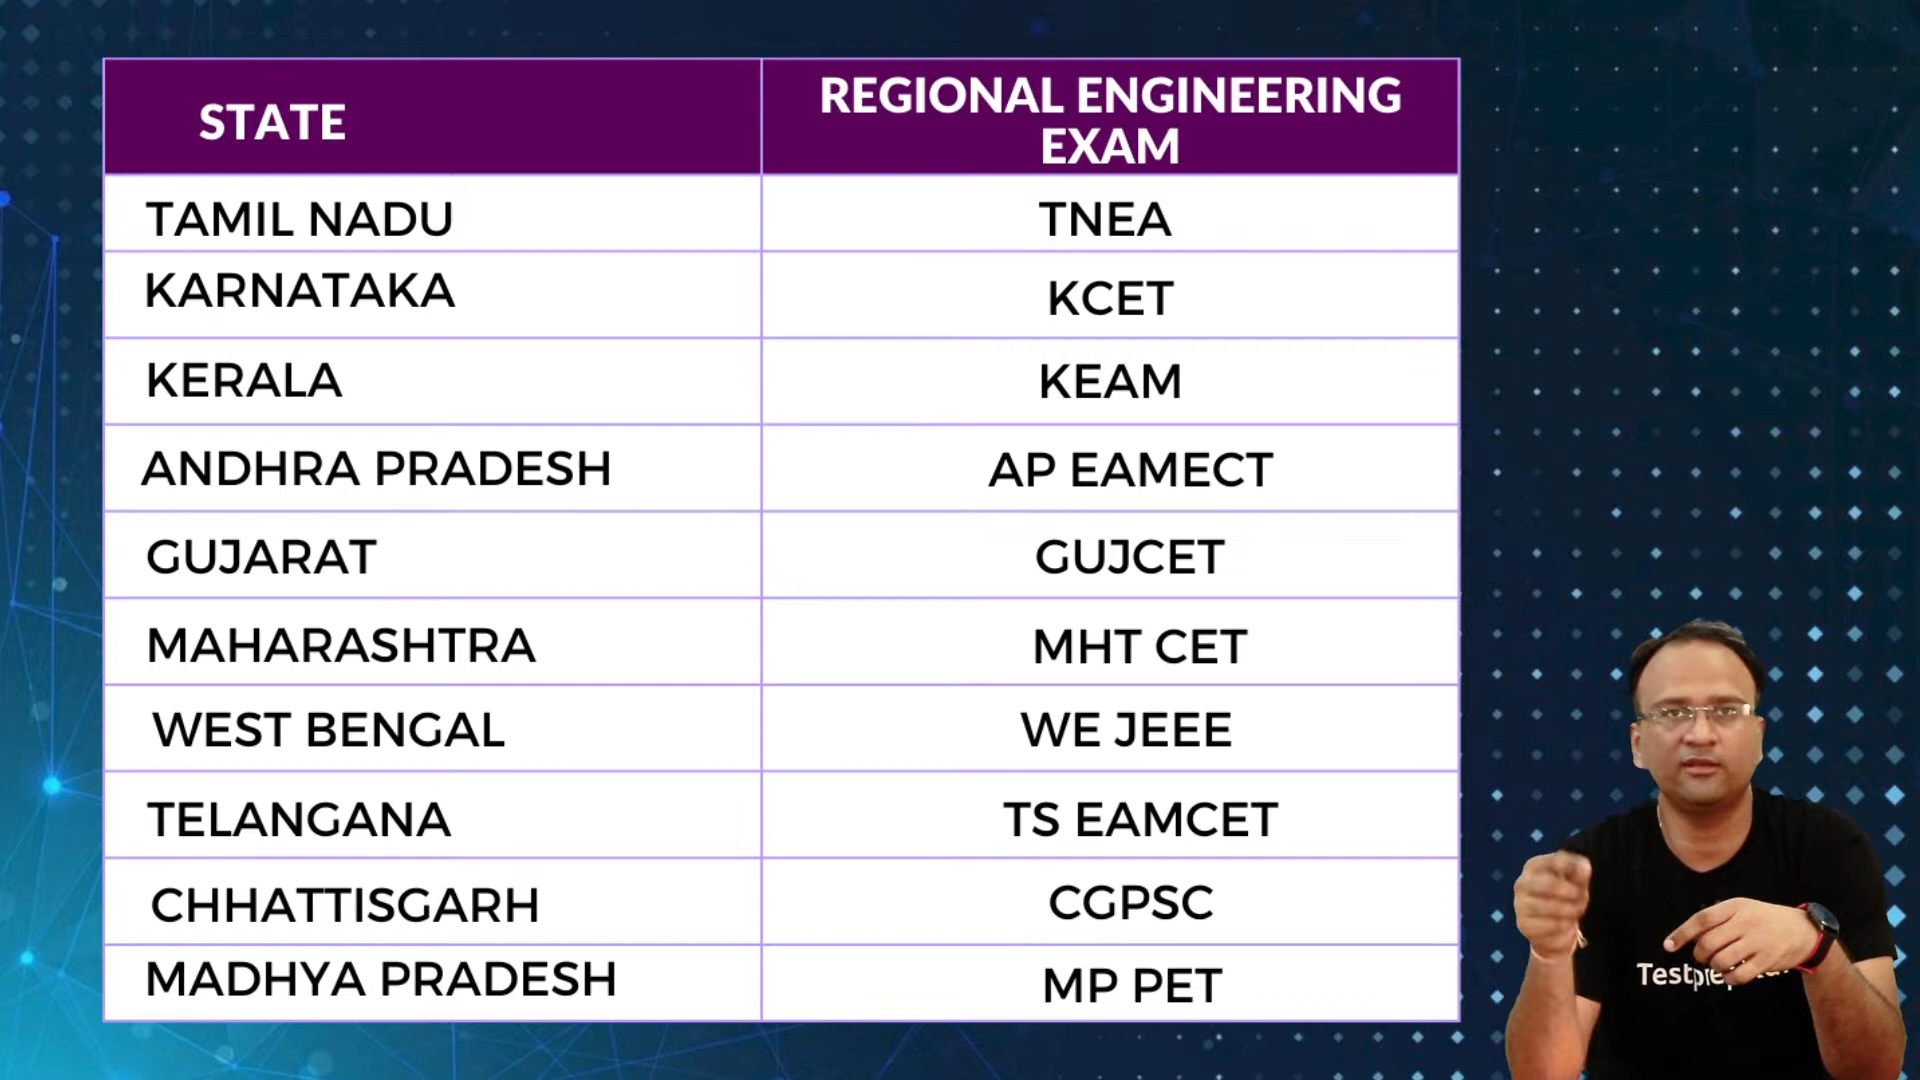 STATE
REGIONAL ENGINEERING
EXAM
TAMIL NADU
TNEA
KARNATAKA
KCET
KERALA
KEAM
ANDHRA PRADESH
AP EAMECT
GUJARAT
GUJCET
MAHARASHTRA
MHT CET
WEST BENGAL
WE JEEE
TELANGANA
TS EAMCET
CHHATTISGARH
CGPSC
MADHYA PRADESH
MP PET